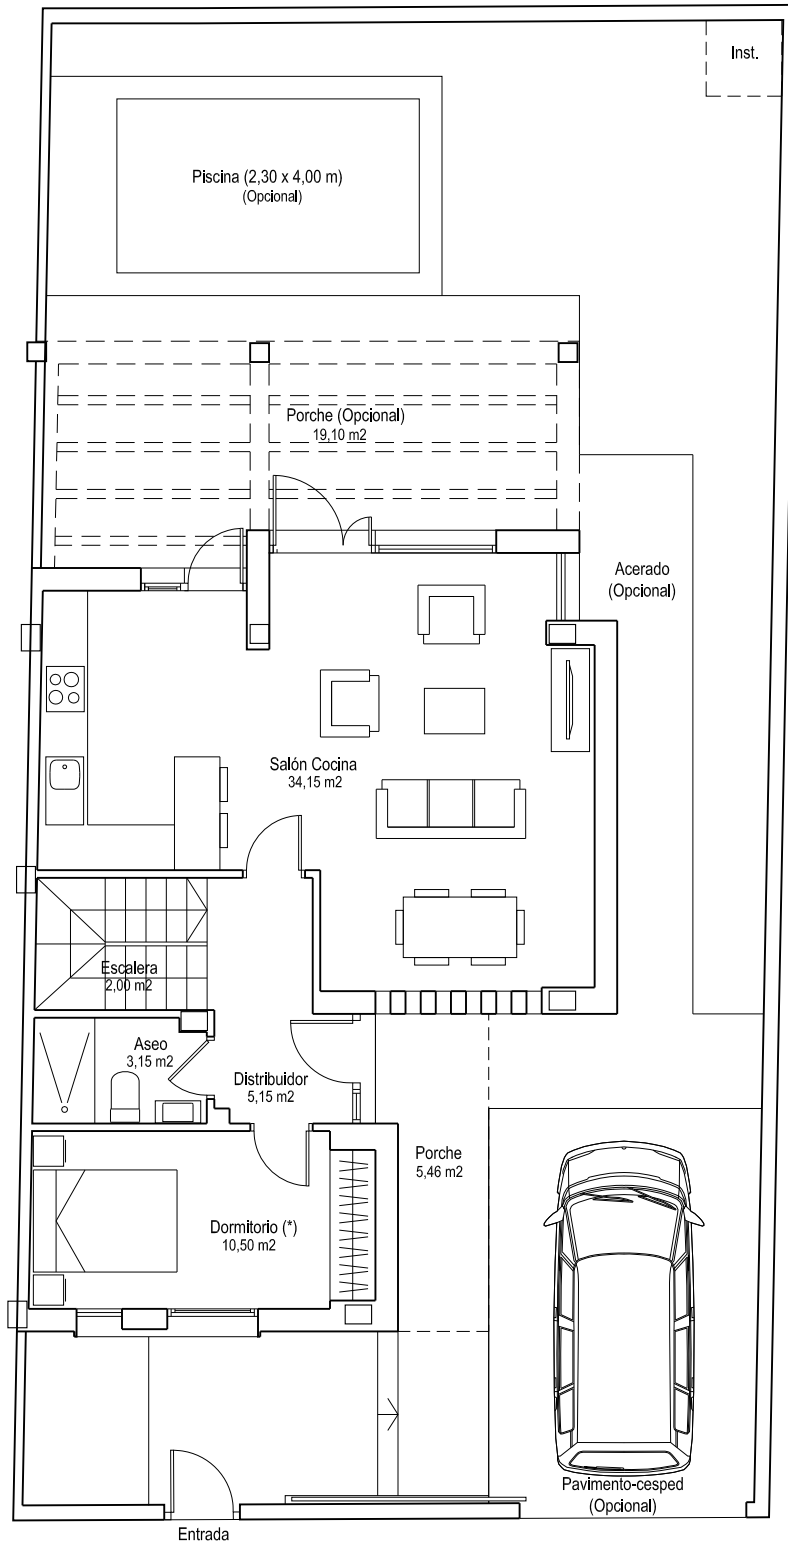 Inst.
Piscina (2,30 x 4,00 m)
(Opcional)
Porche (Opcional)
19,10 m2
Acerado
(Opcional)
Salón Cocina
34,15 m2
Escalera
2,00 m2
Aseo
3,15 m2
Distribuidor
5,15 m2
Porche
5,46 m2
Dormitorio (*)
10,50 m2
Pavimento-cesped
(Opcional)
Entrada